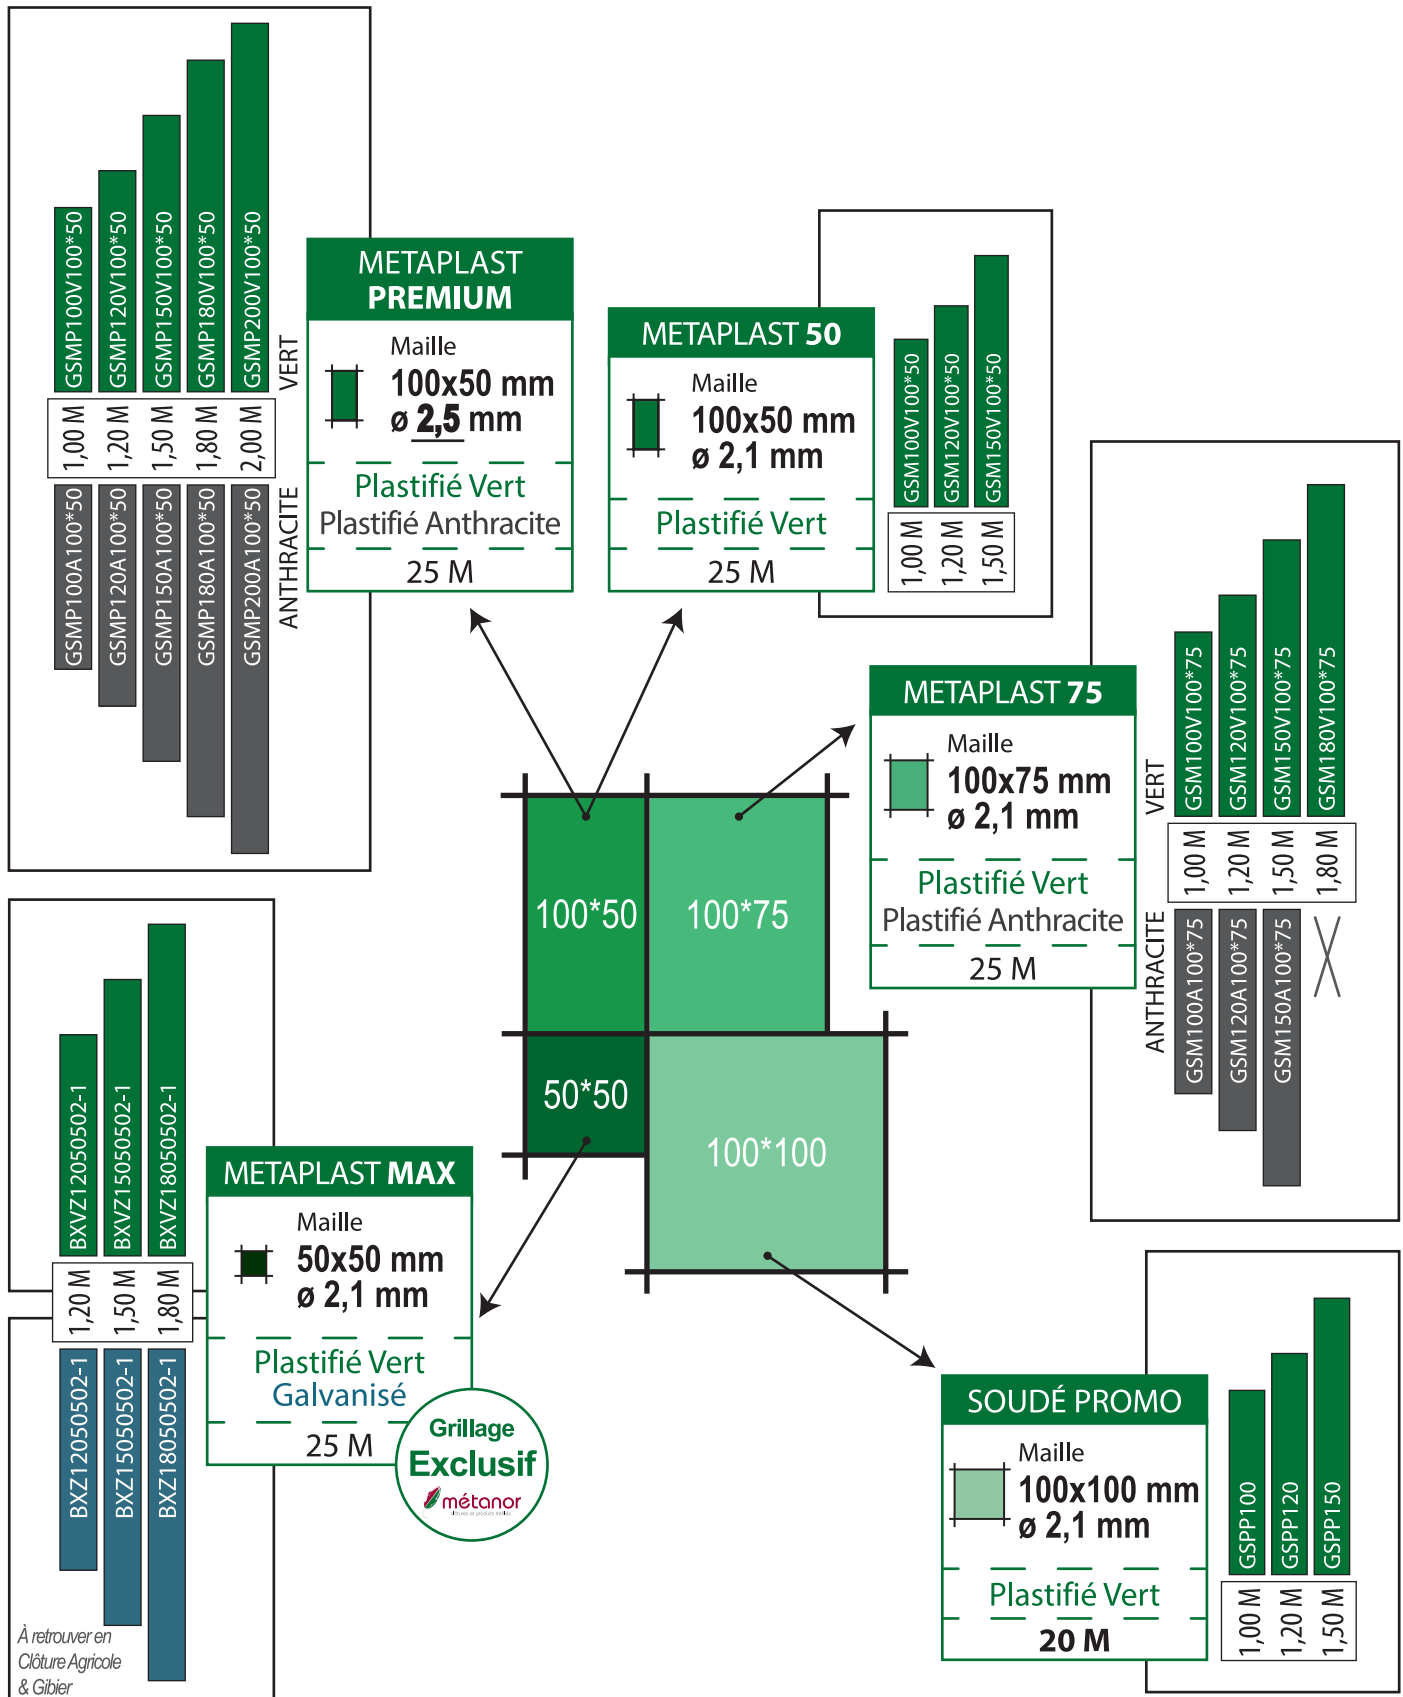 GSMP100V100*50
GSMP120V100*50
GSMP150V100*50
GSMP180V100*50
GSMP200V100*50
VERT
1,00 M
1,20 M
1,50 M
1,80 M
2,00 M
GSMP100A100*50
GSMP120A100*50
GSMP150A100*50
GSMP180A100*50
GSMP200A100*50
ANTHRACITE
METAPLAST
PREMIUM
Maille
100x50 mm
ø 2,5 mm
Plastifié Vert
Plastifié Anthracite
25 M
METAPLAST 50
Maille
100x50 mm
ø 2,1 mm
Plastifié Vert
25 M
GSM100V100*50
GSM120V100*50
GSM150V100*50
1,00 M
1,20 M
1,50 M
METAPLAST 75
Maille
100x75 mm
ø 2,1 mm
Plastifié Vert
Plastifié Anthracite
25 M
VERT
GSM100V100*75
GSM120V100*75
GSM150V100*75
GSM180V100*75
1,00 M
1,20 M
1,50 M
1,80 M
ANTHRACITE
GSM100A100*75
GSM120A100*75
GSM150A100*75
100*50
100*75
50*50
100*100
BXVZ12050502-1
BXVZ15050502-1
BXVZ18050502-1
1,20 M
1,50 M
1,80 M
BXZ12050502-1
BXZ15050502-1
BXZ18050502-1
À retrouver en
Clôture Agricole
& Gibier
METAPLAST MAX
Maille
50x50 mm
ø 2,1 mm
Plastifié Vert
Galvanisé
25 M
Grillage
Exclusif
métanor
clôtures et produits tréfilés
SOUDÉ PROMO
Maille
100x100 mm
ø 2,1 mm
Plastifié Vert
20 M
GSPP100
GSPP120
GSPP150
1,00 M
1,20 M
1,50 M